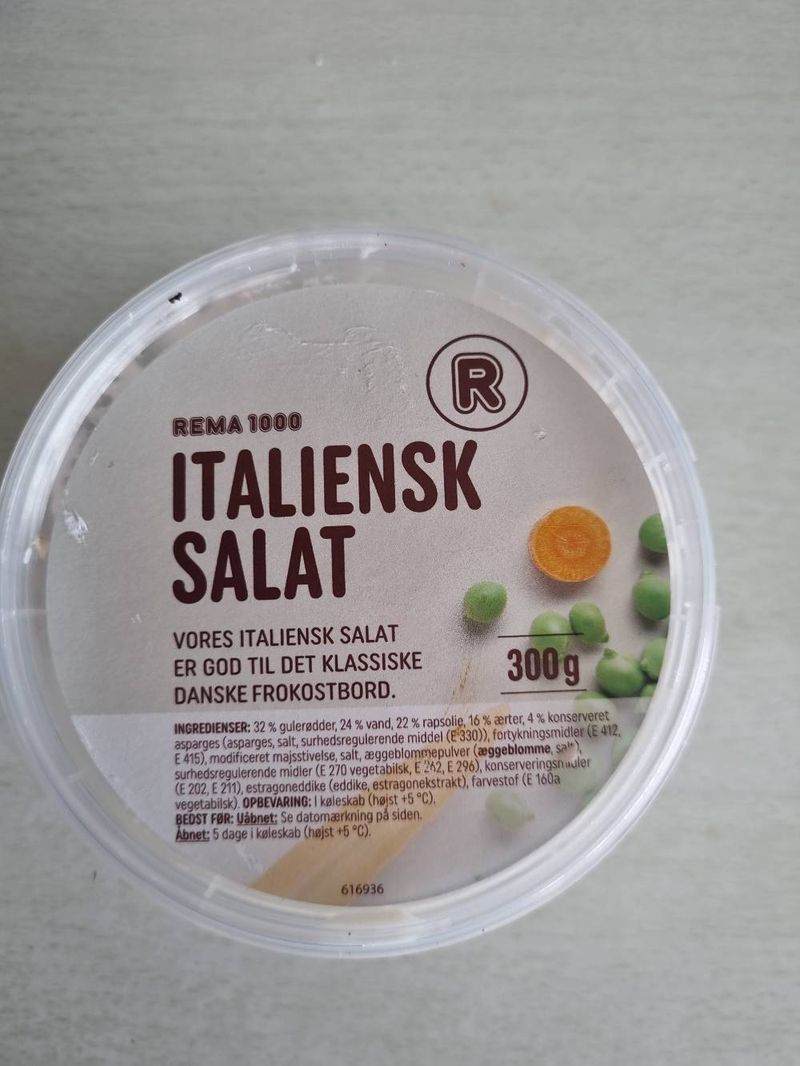 R
REMA 1000
ITALIENSK
SALAT
VORES ITALIENSK SALAT
ER GOD TIL DET KLASSISKE
DANSKE FROKOSTBORD.
300 g
INGREDIENSER: 32 % gulerødder, 24 % vand, 22 % rapsolie, 16 % ærter, 4 % konserveret
asparges (asparges, salt, surhedsregulerende middel (E 330)), fortykningsmidler (E 412,
E 415), modificeret majsstivelse, salt, æggeblommepulver (æggeblomme, salt),
surhedsregulerende midler (E 270 vegetabilsk, E 262, E 296), konserveringsmidler
(E 202, E 211), estragoneddike (eddike, estragonekstrakt), farvestof (E 160a
vegetabilsk). OPBEVARING: I køleskab (højst +5 °C).
BEDST FØR: Uåbnet: Se datomærkning på siden.
Åbnet: 5 dage i køleskab (højst +5 °C).
616936